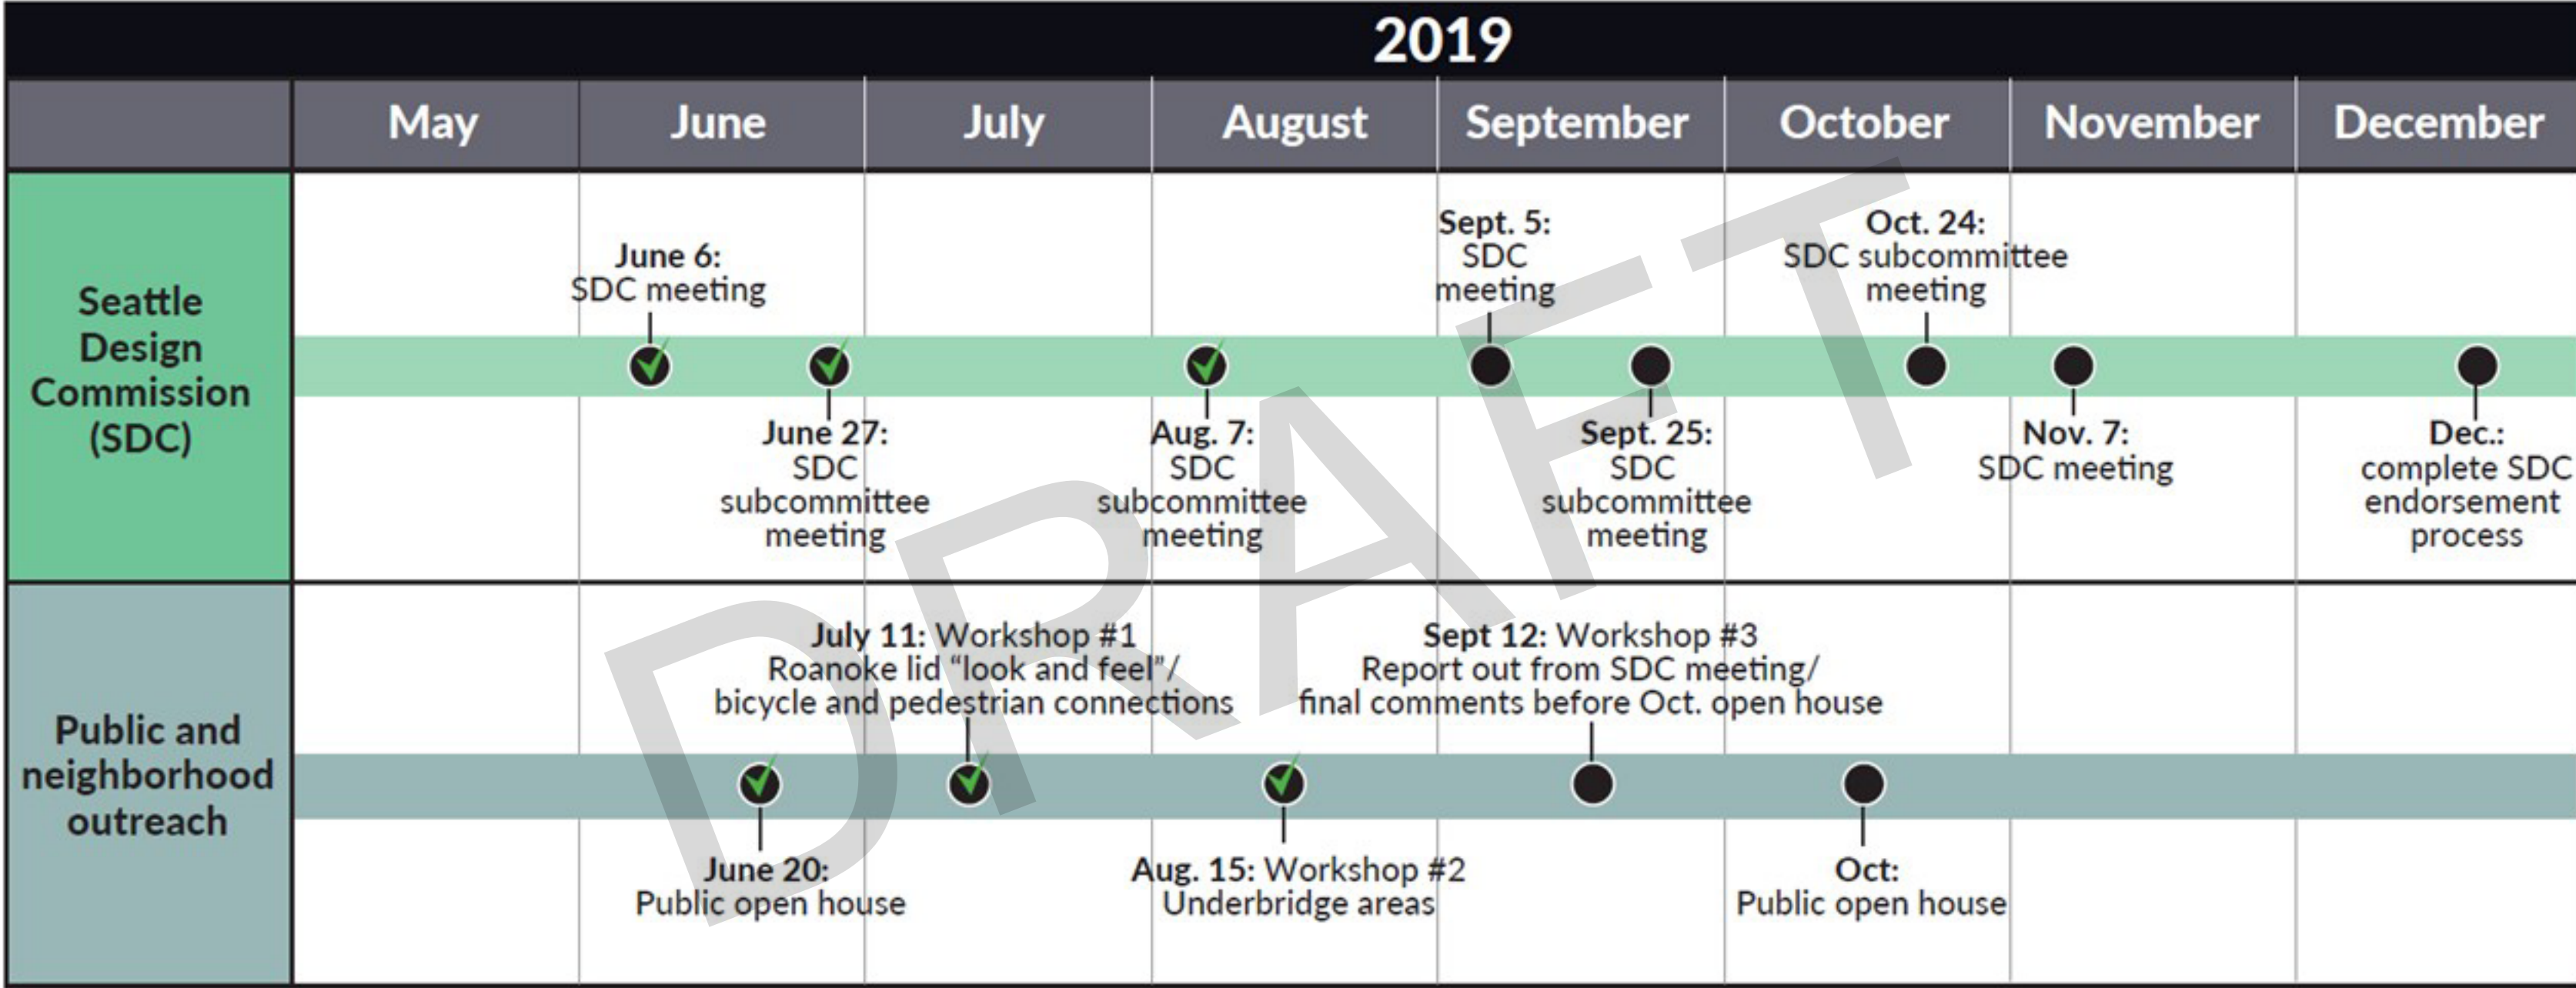 2019
May June July August September October November December
Seattle
Design
Commission
(SDC)
June 6:
SDC meeting
June 27:
SDC
subcommittee
meeting
Aug. 7:
SDC
subcommittee
meeting
Sept. 5:
SDC
meeting
Sept. 25:
SDC
subcommittee
meeting
Oct. 24:
SDC subcommittee
meeting
Nov. 7:
SDC meeting
Dec.:
complete SDC
endorsement
process
Public and
neighborhood
outreach
June 20:
Public open house
July 11: Workshop #1
Roanoke lid “look and feel”/
bicycle and pedestrian connections
Aug. 15: Workshop #2
Underbridge areas
Sept 12: Workshop #3
Report out from SDC meeting/
final comments before Oct. open house
Oct:
Public open house
DRAFT